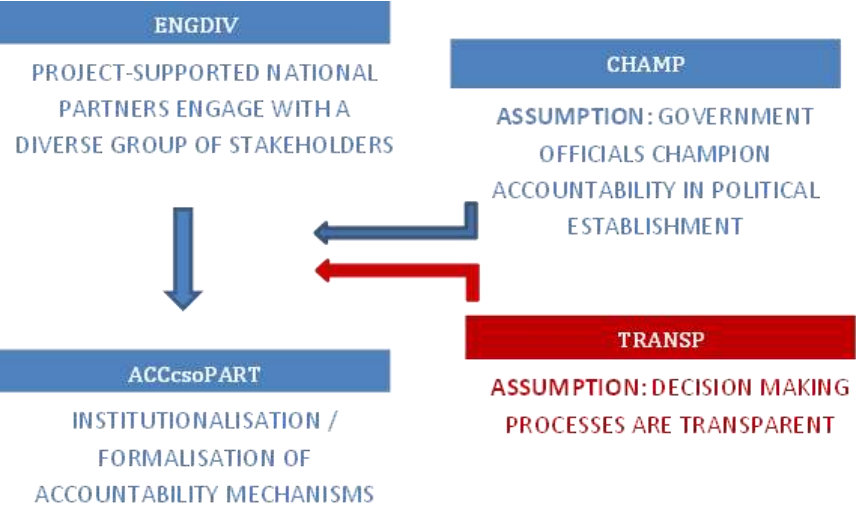 ENGDIV
PROJECT-SUPPORTED NATIONAL
PARTNERS ENGAGE WITH A
DIVERSE GROUP OF STAKEHOLDERS
CHAMP
ASSUMPTION: GOVERNMENT
OFFICIALS CHAMPION
ACCOUNTABILITY IN POLITICAL
ESTABLISHMENT
TRANSP
ASSUMPTION: DECISION MAKING
PROCESSES ARE TRANSPARENT
ACCcsoPART
INSTITUTIONALISATION /
FORMALISATION OF
ACCOUNTABILITY MECHANISMS